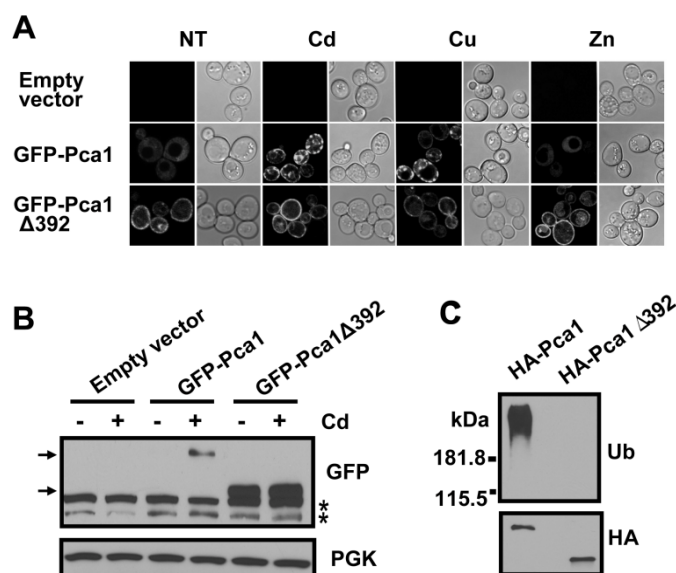 A
NT Cd Cu Zn
Empty
vector
GFP-Pca1
GFP-Pca1
Δ392
B
Empty vector
GFP-Pca1
GFP-Pca1Δ392
- + - + - + Cd
GFP
*
*
PGK
C
HA-Pca1
HA-Pca1 Δ392
kDa
181.8
115.5
Ub
HA